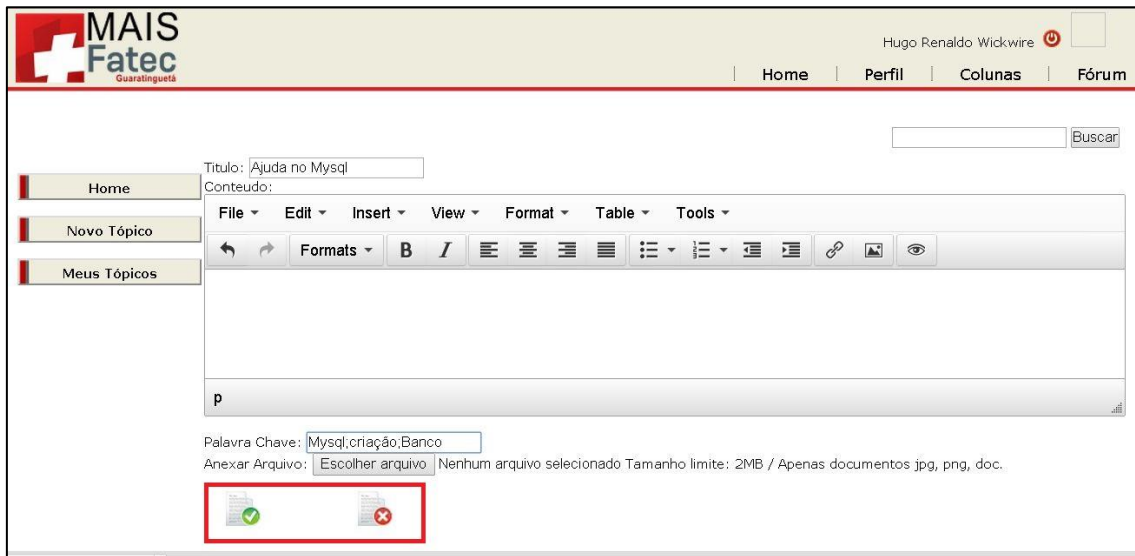 MAIS
Fatec
Guaratinguetá
Hugo Renaldo Wickwire
Home Perfil Colunas Fórum
Buscar
Titulo: Ajuda no Mysql
Home
Conteudo:
File Edit Insert View Format Table Tools
Novo Tópico
Formats B I
Meus Tópicos
p
Palavra Chave: Mysql;criação;Banco
Anexar Arquivo: Escolher arquivo Nenhum arquivo selecionado Tamanho limite: 2MB / Apenas documentos jpg, png, doc.